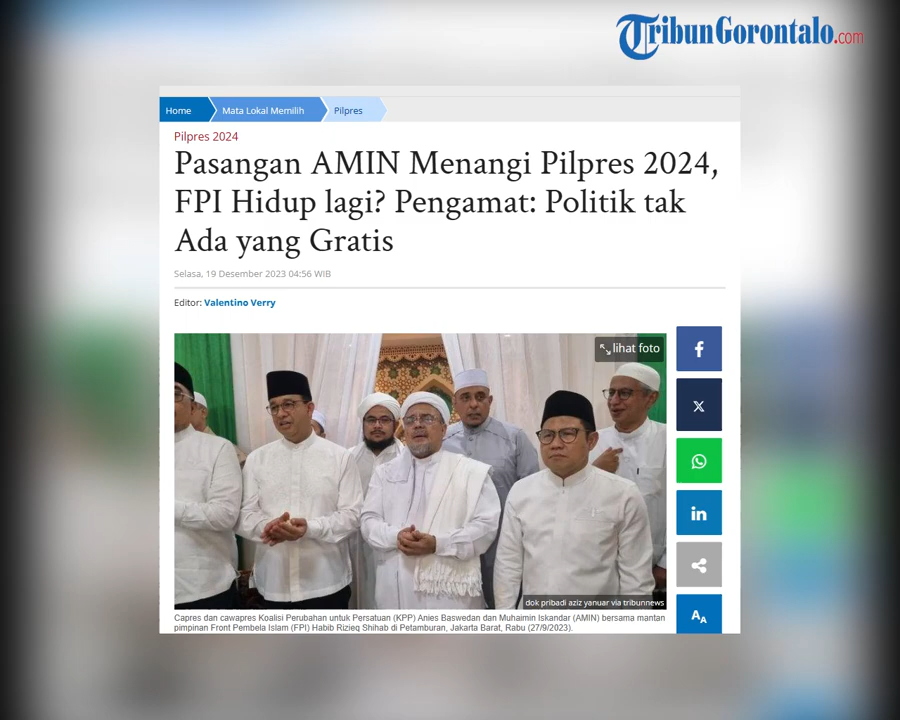 TribunGorontalo.com
Home
Mata Lokal Memilih
Pilpres
Pilpres 2024
Pasangan AMIN Menangi Pilpres 2024,
FPI Hidup lagi? Pengamat: Politik tak
Ada yang Gratis
Selasa, 19 Desember 2023 04:56 WIB
Editor: Valentino Verry
lihat foto
dok pribadi aziz yanuar via tribunnews
Capres dan cawapres Koalisi Perubahan untuk Persatuan (KPP) Anies Baswedan dan Muhaimin Iskandar (AMIN) bersama mantan
pimpinan Front Pembela Islam (FPI) Habib Rizieq Shihab di Petamburan, Jakarta Barat, Rabu (27/9/2023).
AA